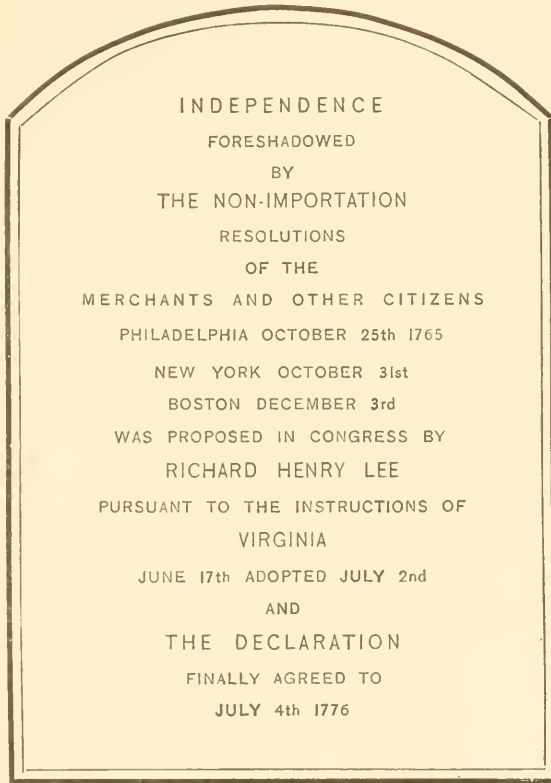 INDEPENDENCE
FORESHADOWED
BY
THE NON-IMPORTATION
RESOLUTIONS
OF THE
MERCHANTS AND OTHER CITIZENS
PHILADELPHIA OCTOBER 25th 1765
NEW YORK OCTOBER 31st
BOSTON DECEMBER 3rd
WAS PROPOSED IN CONGRESS BY
RICHARD HENRY LEE
PURSUANT TO THE INSTRUCTIONS OF
VIRGINIA
JUNE 17th ADOPTED JULY 2nd
AND
THE DECLARATION
FINALLY AGREED TO
JULY 4th 1776